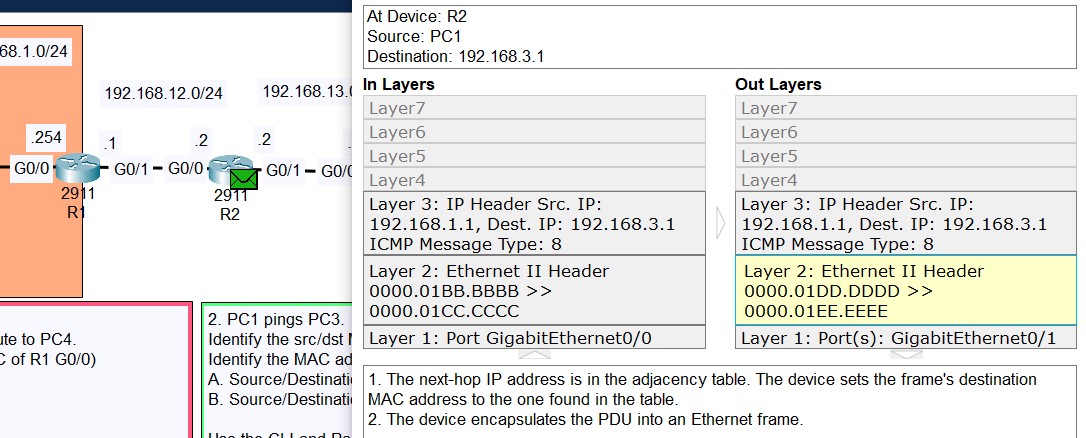 68.1.0/24
192.168.12.0/24
192.168.13.
.254
.1
.2
.2
G0/0
G0/1
G0/0
G0/1
2911
R1
2911
R2
ute to PC4.
C of R1 G0/0)
2. PC1 pings PC3.
Identify the src/dst
Identify the MAC ad
A. Source/Destinati
B. Source/Destinati
At Device: R2
Source: PC1
Destination: 192.168.3.1
In Layers
Layer7
Layer6
Layer5
Layer4
Layer 3: IP Header Src. IP:
192.168.1.1, Dest. IP: 192.168.3.1
ICMP Message Type: 8
Layer 2: Ethernet II Header
0000.01BB.BBBB >>
0000.01CC.CCCC
Layer 1: Port GigabitEthernet0/0
Out Layers
Layer7
Layer6
Layer5
Layer4
Layer 3: IP Header Src. IP:
192.168.1.1, Dest. IP: 192.168.3.1
ICMP Message Type: 8
Layer 2: Ethernet II Header
0000.01DD.DDDD >>
0000.01EE.EEEE
Layer 1: Port(s): GigabitEthernet0/1
1. The next-hop IP address is in the adjacency table. The device sets the frame's destination
MAC address to the one found in the table.
2. The device encapsulates the PDU into an Ethernet frame.